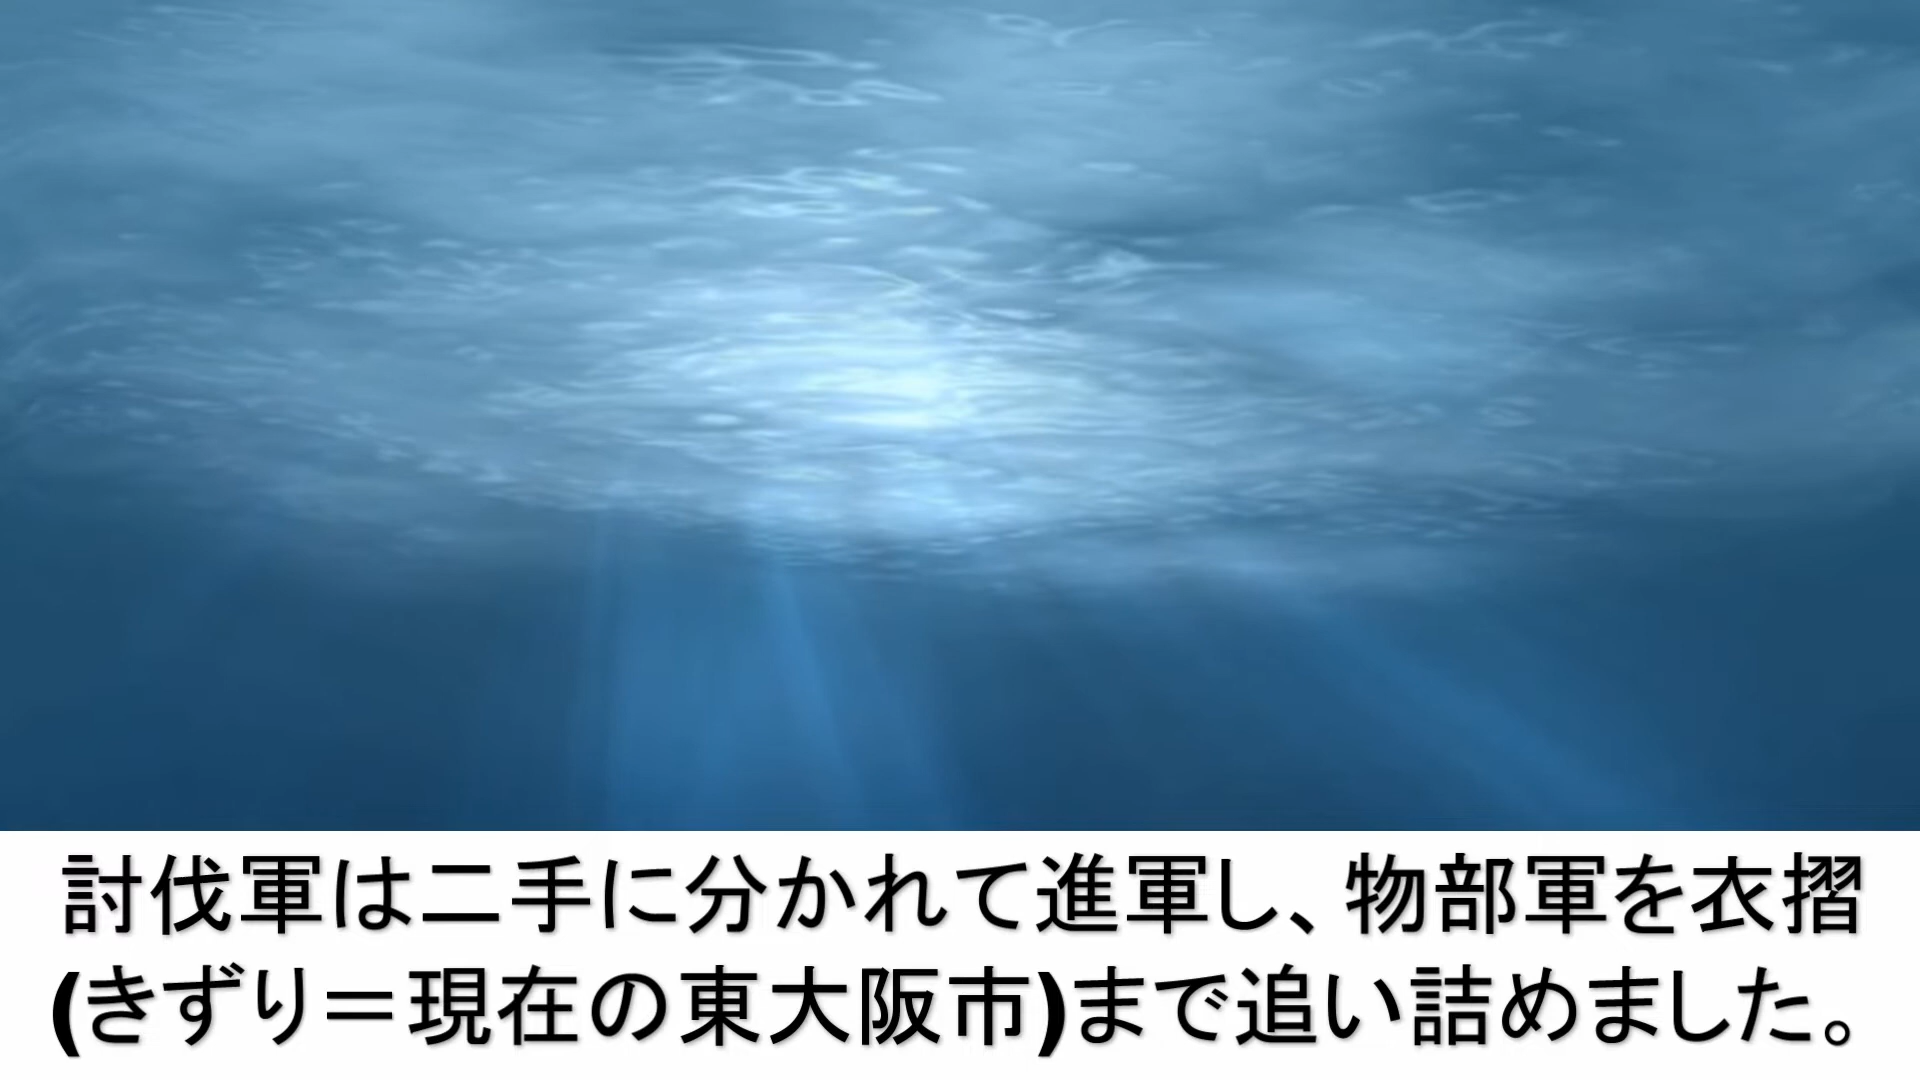 討伐軍は二手に分かれて進軍し、物部軍を衣摺
(きずり＝現在の東大阪市)まで追い詰めました。